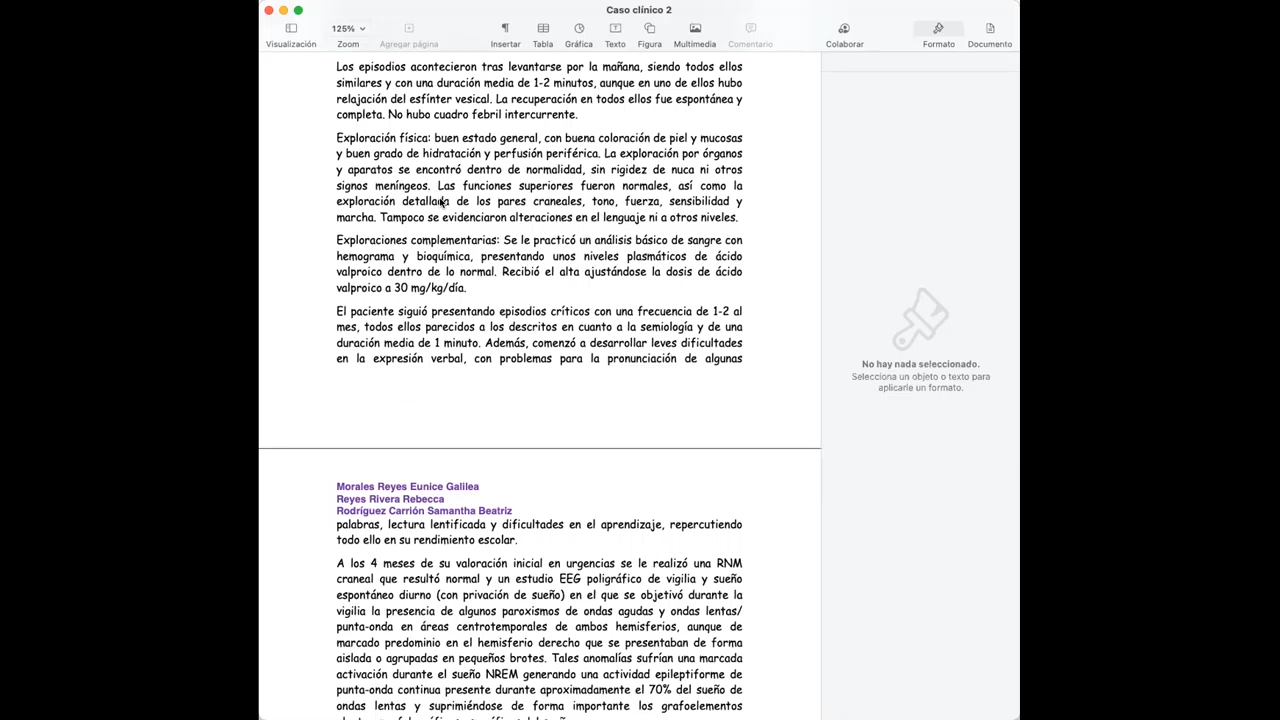 Caso clínico 2
125%
Visualización
Zoom
Agregar página
Insertar
Tabla
Gráfica
Texto
Figura
Multimedia
Comentario
Colaborar
Formato
Documento
Los episodios acontecieron tras levantarse por la mañana, siendo todos ellos
similares y con una duración media de 1-2 minutos, aunque en uno de ellos hubo
relajación del esfínter vesical. La recuperación en todos ellos fue espontánea y
completa. No hubo cuadro febril intercurrente.
Exploración física: buen estado general, con buena coloración de piel y mucosas
y buen grado de hidratación y perfusión periférica. La exploración por órganos
y aparatos se encontró dentro de normalidad, sin rigidez de nuca ni otros
signos meníngeos. Las funciones superiores fueron normales, así como la
exploración detallada de los pares craneales, tono, fuerza, sensibilidad y
marcha. Tampoco se evidenciaron alteraciones en el lenguaje ni a otros niveles.
Exploraciones complementarias: Se le practicó un análisis básico de sangre con
hemograma y bioquímica, presentando unos niveles plasmáticos de ácido
valproico dentro de lo normal. Recibió el alta ajustándose la dosis de ácido
valproico a 30 mg/kg/día.
El paciente siguió presentando episodios críticos con una frecuencia de 1-2 al
mes, todos ellos parecidos a los descritos en cuanto a la semiología y de una
duración media de 1 minuto. Además, comenzó a desarrollar leves dificultades
en la expresión verbal, con problemas para la pronunciación de algunas
Morales Reyes Eunice Galilea
Reyes Rivera Rebecca
Rodríguez Carrión Samantha Beatriz
palabras, lectura lentificada y dificultades en el aprendizaje, repercutiendo
todo ello en su rendimiento escolar.
A los 4 meses de su valoración inicial en urgencias se le realizó una RNM
craneal que resultó normal y un estudio EEG poligráfico de vigilia y sueño
espontáneo diurno (con privación de sueño) en el que se objetivó durante la
vigilia la presencia de algunos paroxismos de ondas agudas y ondas lentas/
punta-onda en áreas centrotemporales de ambos hemisferios, aunque de
marcado predominio en el hemisferio derecho que se presentaban de forma
aislada o agrupadas en pequeños brotes. Tales anomalías sufrían una marcada
activación durante el sueño NREM generando una actividad epileptiforme de
punta-onda continua presente durante aproximadamente el 70% del sueño de
ondas lentas y suprimiéndose de forma importante los grafoelementos
No hay nada seleccionado.
Selecciona un objeto o texto para
aplicarle un formato.